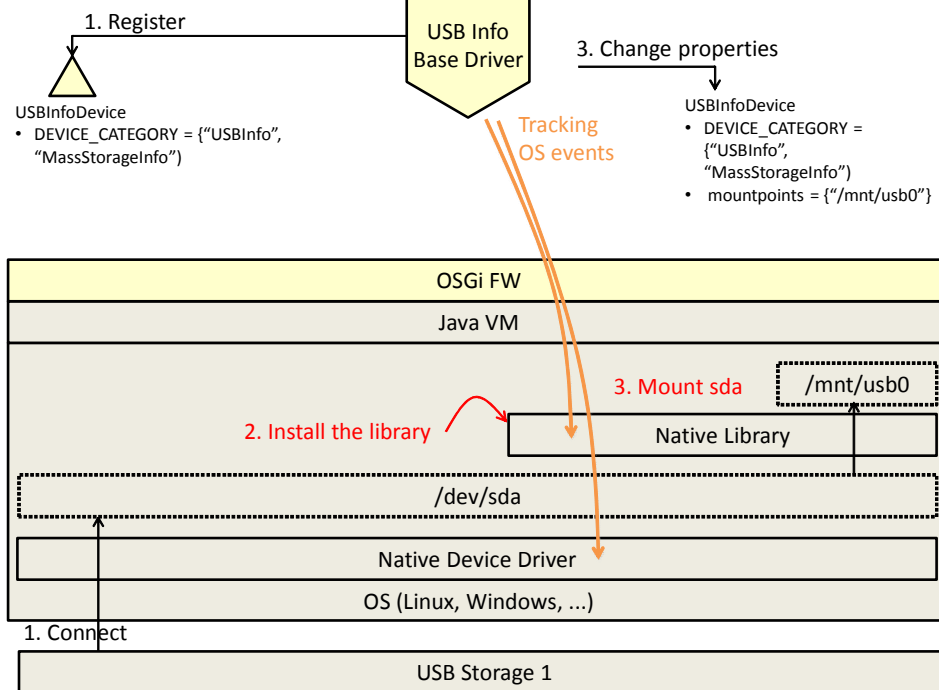 1. Register
USB Info
Base Driver
3. Change properties
USBInfoDevice
• DEVICE_CATEGORY = {“USBInfo”,
“MassStorageInfo”)
Tracking
OS events
USBInfoDevice
• DEVICE_CATEGORY =
{“USBInfo”,
“MassStorageInfo”)
• mountpoints = {“/mnt/usb0”}
OSGi FW
Java VM
3. Mount sda
/mnt/usb0
2. Install the library
Native Library
/dev/sda
Native Device Driver
OS (Linux, Windows, ...)
1. Connect
USB Storage 1